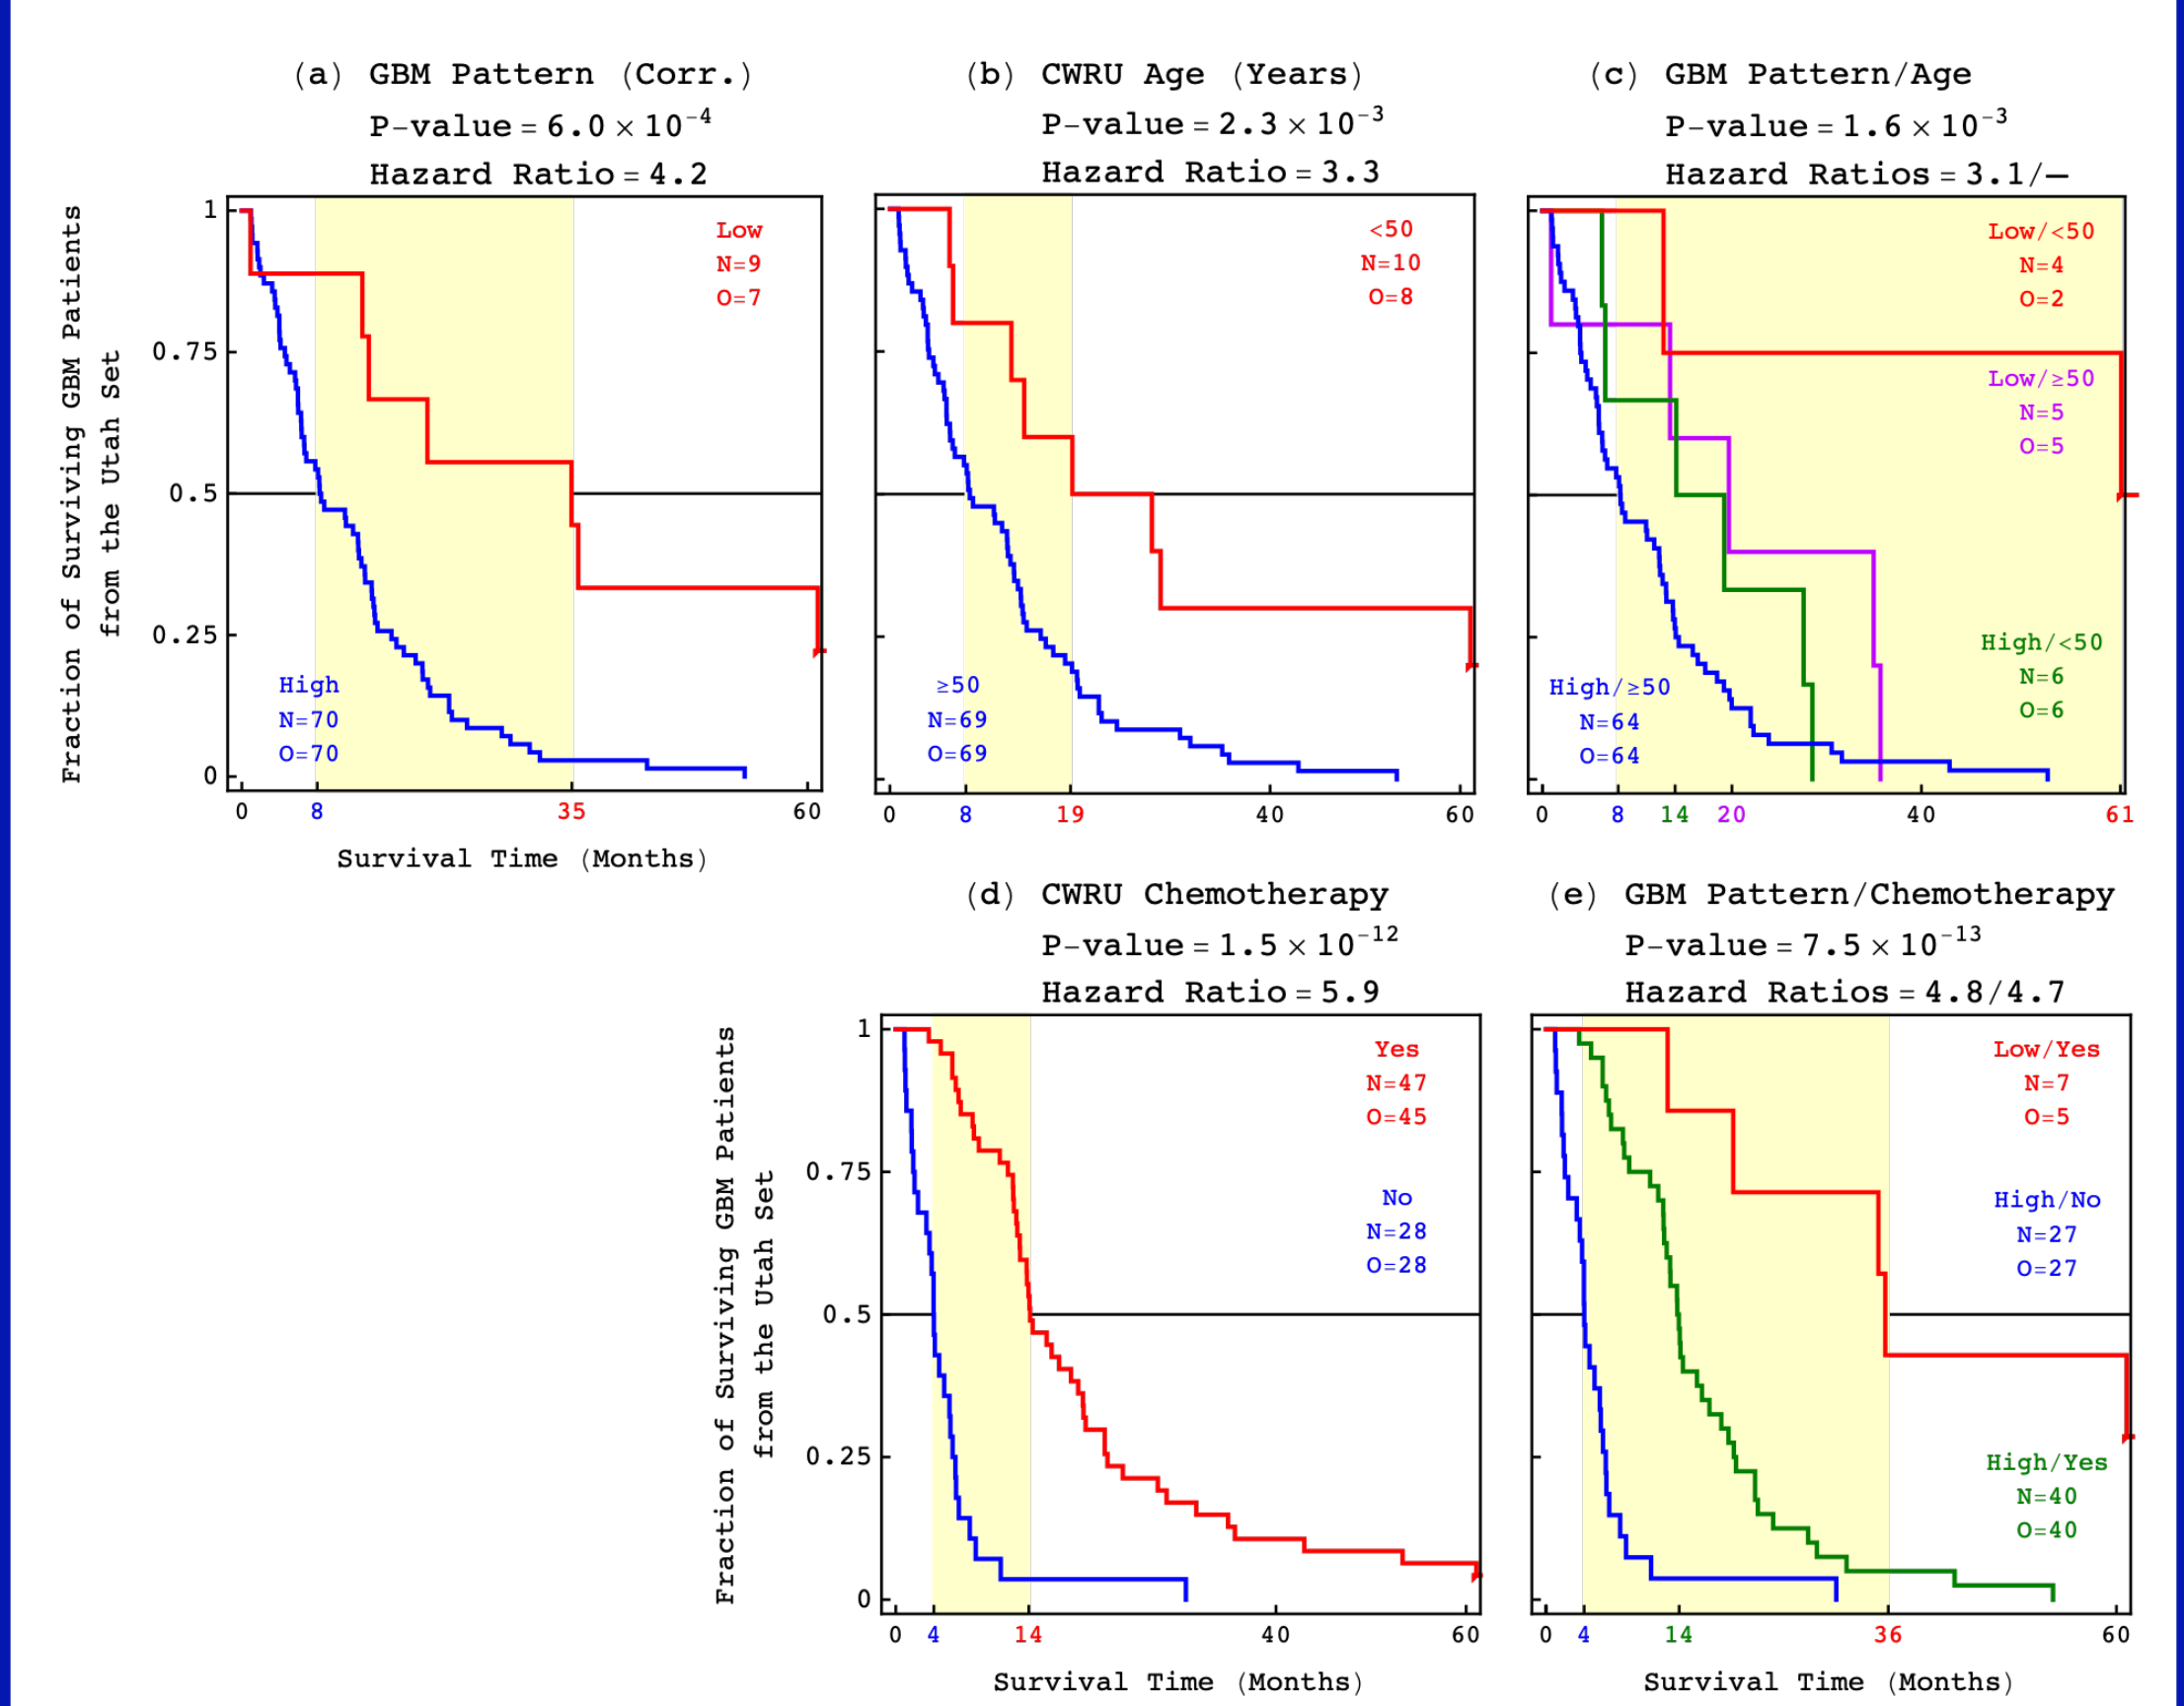 (a) GBM Pattern (Corr.)
P-value = 6.0 × 10⁻⁴
Hazard Ratio = 4.2
Fraction of Surviving GBM Patients
from the Utah Set
1
0.75
0.5
0.25
0
Low
N=9
O=7
High
N=70
O=70
0 8 35 60
Survival Time (Months)
(b) CWRU Age (Years)
P-value = 2.3 × 10⁻³
Hazard Ratio = 3.3
<50
N=10
O=8
≥50
N=69
O=69
0 8 19 40 60
(c) GBM Pattern/Age
P-value = 1.6 × 10⁻³
Hazard Ratios = 3.1/—
Low/<50
N=4
O=2
Low/≥50
N=5
O=5
High/<50
N=6
O=6
High/≥50
N=64
O=64
0 8 14 20 40 61
(d) CWRU Chemotherapy
P-value = 1.5 × 10⁻¹²
Hazard Ratio = 5.9
Fraction of Surviving GBM Patients
from the Utah Set
1
0.75
0.5
0.25
0
Yes
N=47
O=45
No
N=28
O=28
0 4 14 40 60
Survival Time (Months)
(e) GBM Pattern/Chemotherapy
P-value = 7.5 × 10⁻¹³
Hazard Ratios = 4.8/4.7
Low/Yes
N=7
O=5
High/No
N=27
O=27
High/Yes
N=40
O=40
0 4 14 36 60
Survival Time (Months)